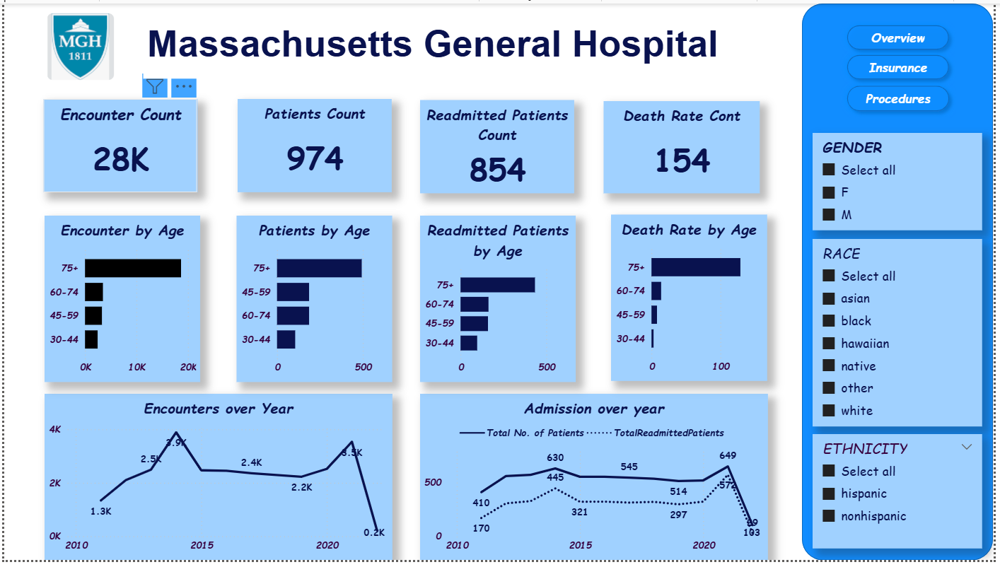 MGH
1811
Massachusetts General Hospital
Overview
Insurance
Procedures
Encounter Count
28K
Patients Count
974
Readmitted Patients
Count
854
Death Rate Cont
154
GENDER
Select all
F
M
Encounter by Age
75+
60-74
45-59
30-44
0K 10K 20K
Patients by Age
75+
45-59
60-74
30-44
0 500
Readmitted Patients
by Age
75+
60-74
45-59
30-44
0 500
Death Rate by Age
75+
60-74
45-59
30-44
0 100
RACE
Select all
asian
black
hawaiian
native
other
white
Encounters over Year
4K
2K
0K
1.3K
2.5K
3.9K
2.4K
2.2K
3.5K
0.2K
2010 2015 2020
Admission over year
Total No. of Patients TotalReadmittedPatients
500
0
630
545
649
445
410
514
572
321
297
170
103
2010 2015 2020
ETHNICITY
Select all
hispanic
nonhispanic